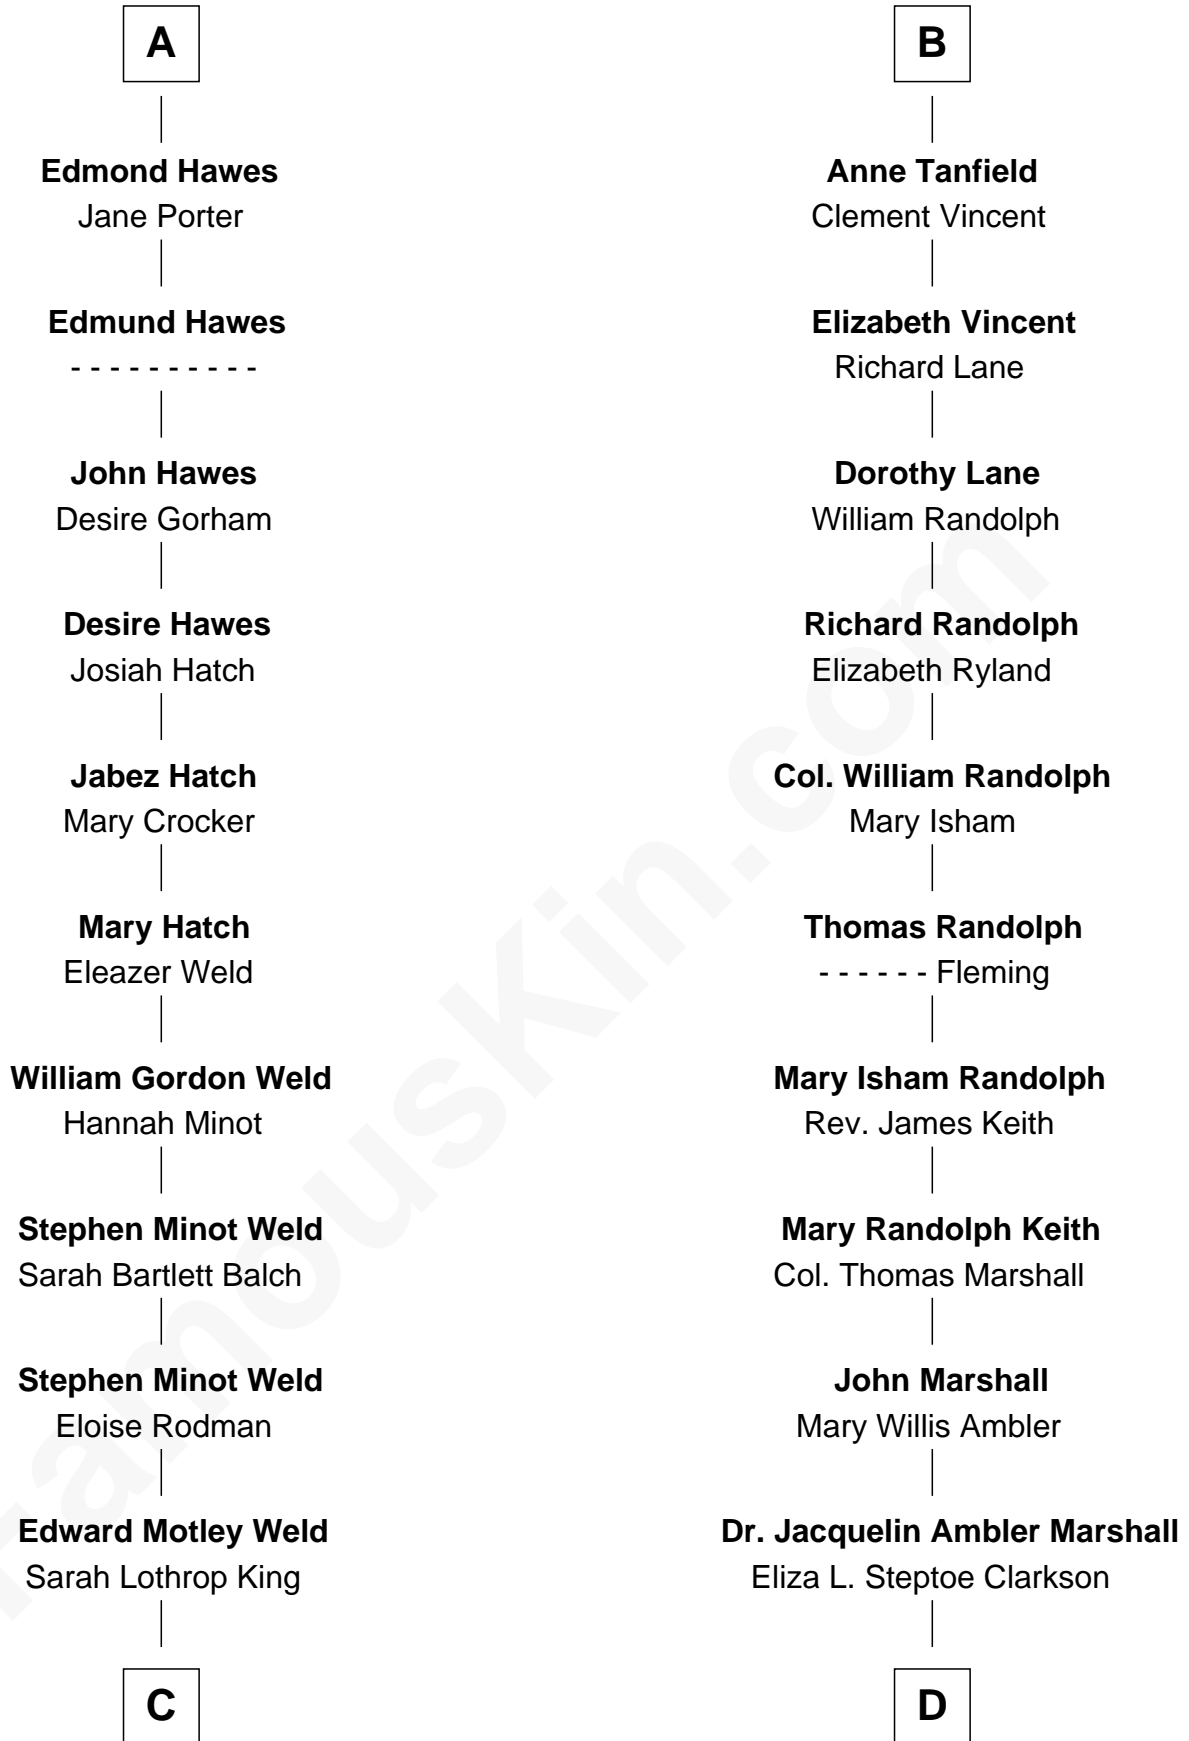 A
Edmond Hawes
Jane Porter
Edmund Hawes
- - - - - - - - - -
John Hawes
Desire Gorham
Desire Hawes
Josiah Hatch
Jabez Hatch
Mary Crocker
Mary Hatch
Eleazer Weld
William Gordon Weld
Hannah Minot
Stephen Minot Weld
Sarah Bartlett Balch
Stephen Minot Weld
Eloise Rodman
Edward Motley Weld
Sarah Lothrop King
C
B
Anne Tanfield
Clement Vincent
Elizabeth Vincent
Richard Lane
Dorothy Lane
William Randolph
Richard Randolph
Elizabeth Ryland
Col. William Randolph
Mary Isham
Thomas Randolph
- - - - - - Fleming
Mary Isham Randolph
Rev. James Keith
Mary Randolph Keith
Col. Thomas Marshall
John Marshall
Mary Willis Ambler
Dr. Jacquelin Ambler Marshall
Eliza L. Steptoe Clarkson
D
FamousKin.com